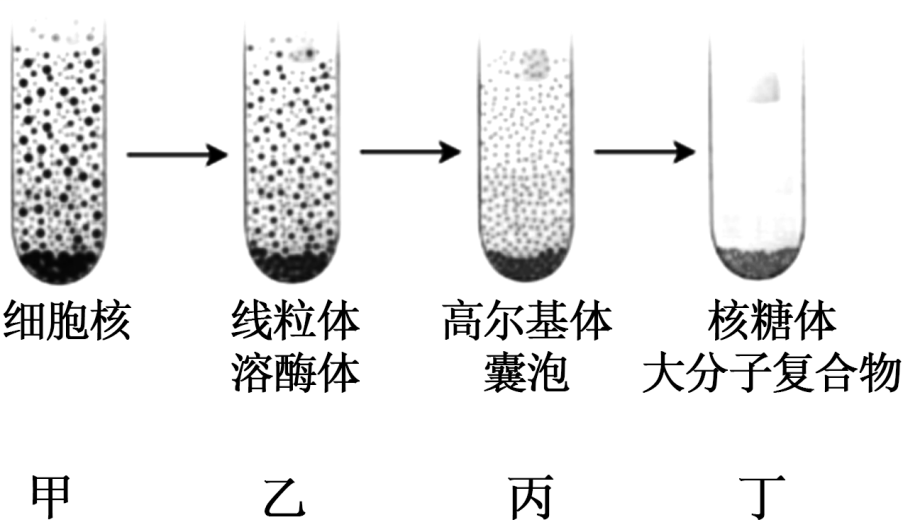 细胞核 线粒体 高尔基体 核糖体
溶酶体 囊泡 大分子复合物
甲 乙 丙 丁